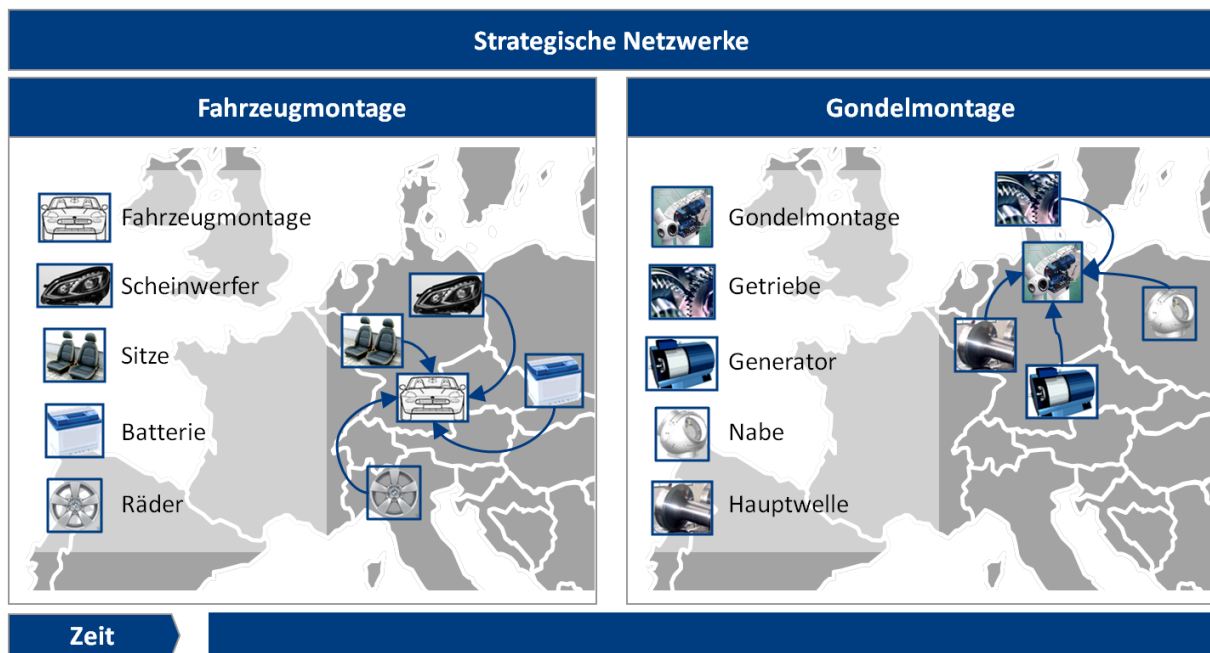 Strategische Netzwerke
Fahrzeugmontage
Fahrzeugmontage
Scheinwerfer
Sitze
Batterie
Räder
Gondelmontage
Gondelmontage
Getriebe
Generator
Nabe
Hauptwelle
Zeit